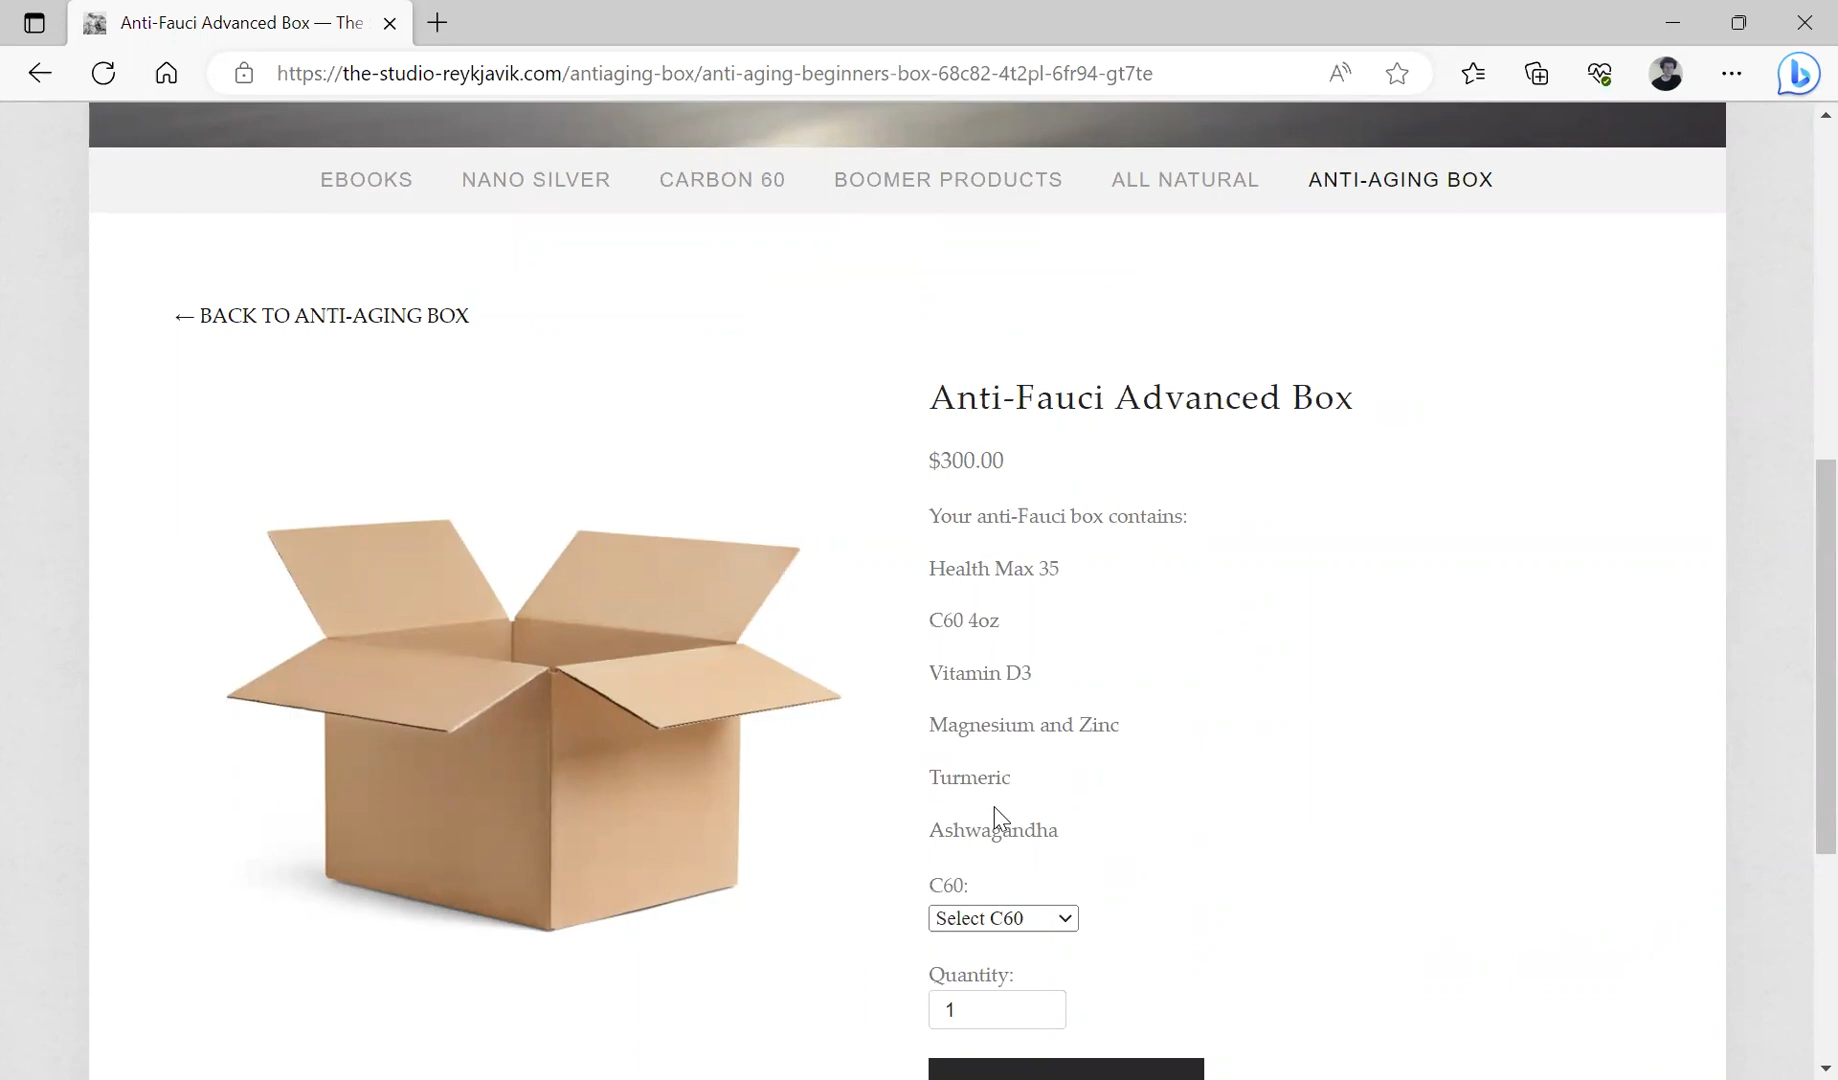 Anti-Fauci Advanced Box — The
https://the-studio-reykjavik.com/antiaging-box/anti-aging-beginners-box-68c82-4t2pl-6fr94-gt7te
EBOOKS NANO SILVER CARBON 60 BOOMER PRODUCTS ALL NATURAL ANTI-AGING BOX
← BACK TO ANTI-AGING BOX
Anti-Fauci Advanced Box
$300.00
Your anti-Fauci box contains:
Health Max 35
C60 4oz
Vitamin D3
Magnesium and Zinc
Turmeric
Ashwagandha
C60:
Select C60
Quantity:
1